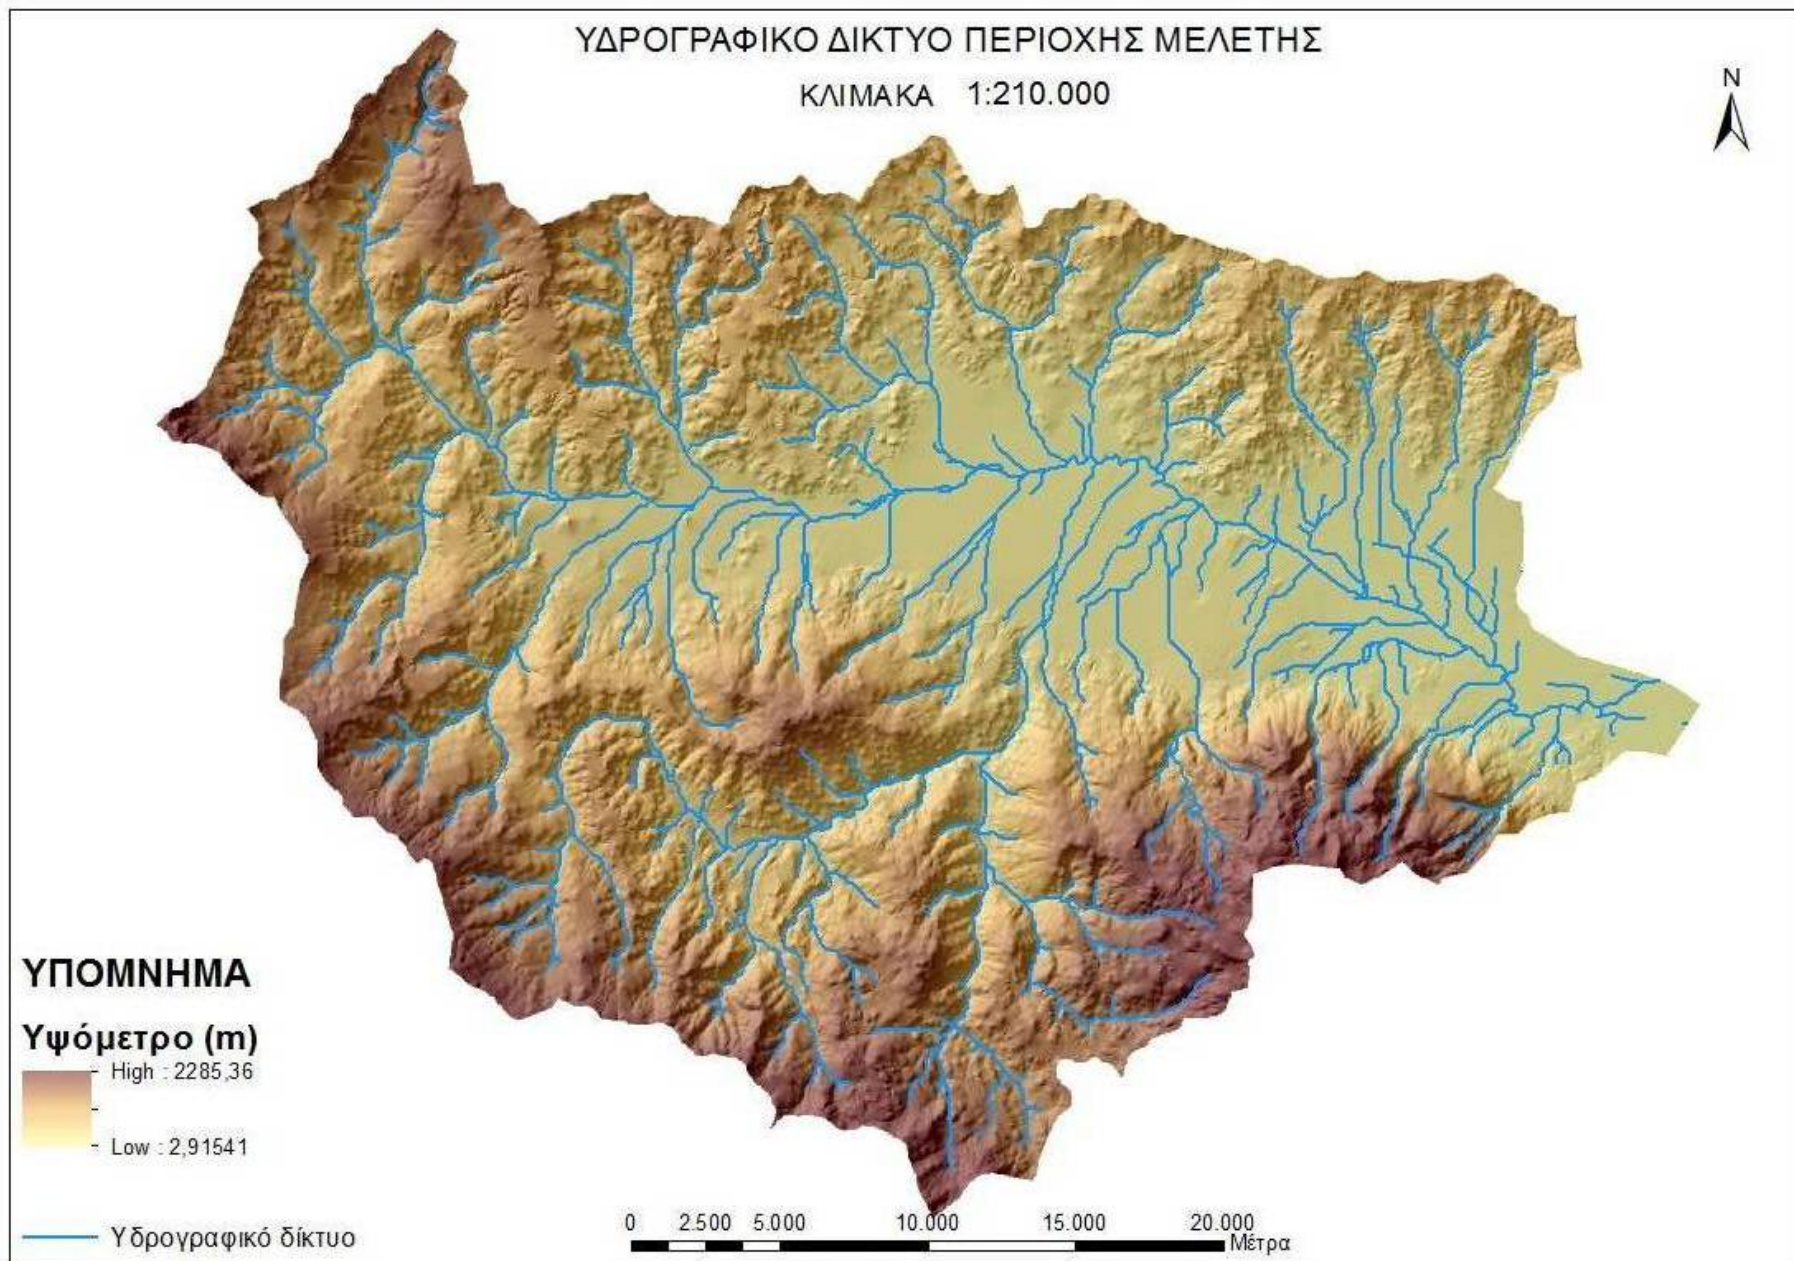 ΥΔΡΟΓΡΑΦΙΚΟ ΔΙΚΤΥΟ ΠΕΡΙΟΧΗΣ ΜΕΛΕΤΗΣ
ΚΛΙΜΑΚΑ 1:210.000
N
ΥΠΟΜΝΗΜΑ
Υψόμετρο (m)
High : 2285,36
Low : 2,91541
Υδρογραφικό δίκτυο
0 2.500 5.000 10.000 15.000 20.000
Μέτρα